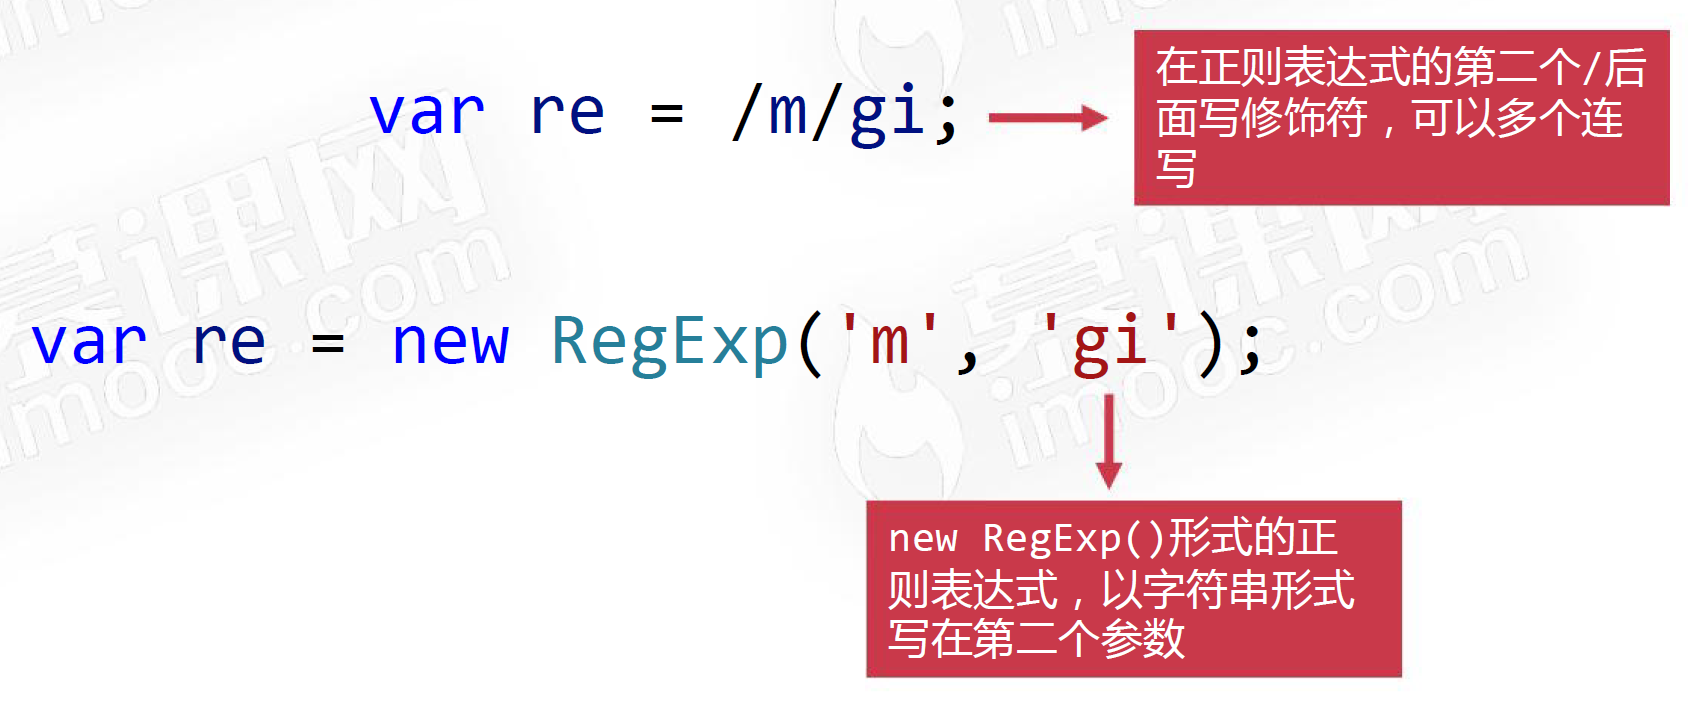 var re = /m/gi;
在正则表达式的第二个/后
面写修饰符，可以多个连
写
var re = new RegExp('m', 'gi');
new RegExp()形式的正
则表达式，以字符串形式
写在第二个参数
慕课网
imooc.com
慕课网
imooc.com